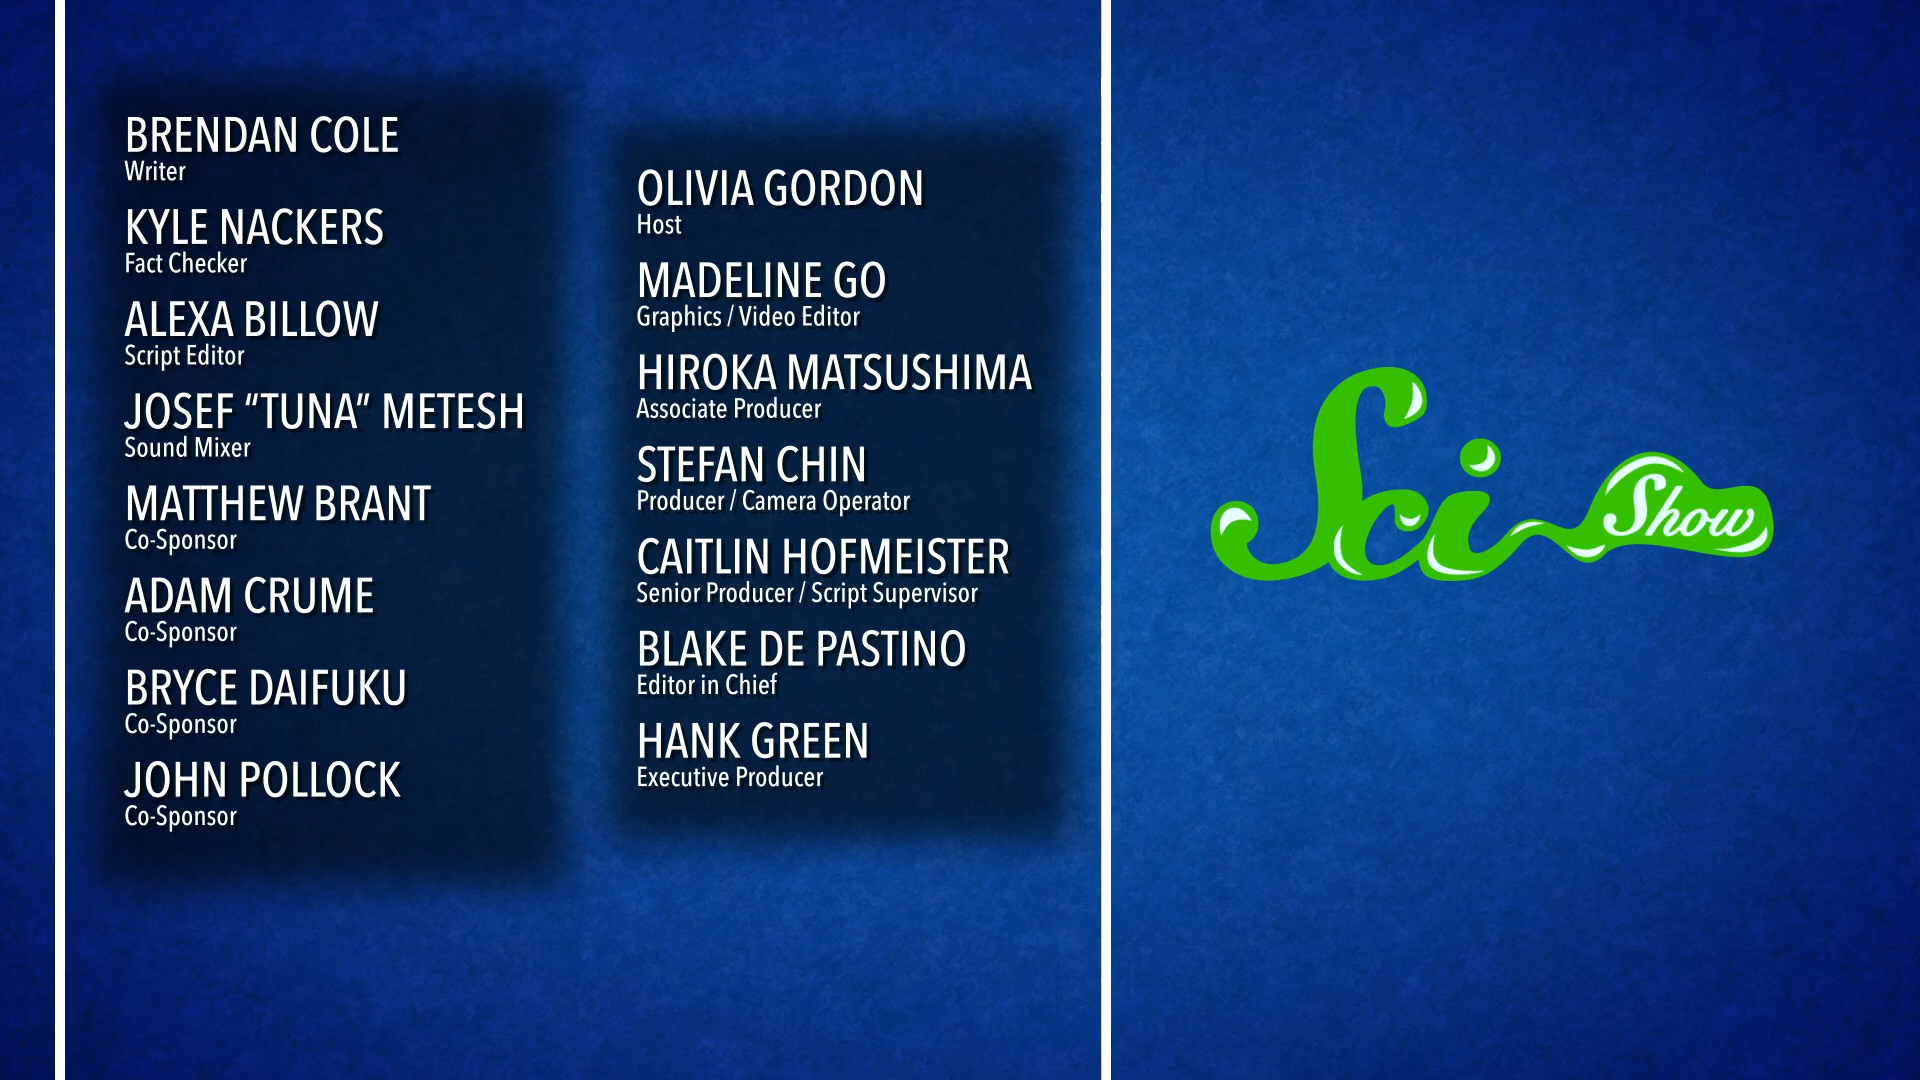 BRENDAN COLE
Writer
KYLE NACKERS
Fact Checker
ALEXA BILLOW
Script Editor
JOSEF “TUNA” METESH
Sound Mixer
MATTHEW BRANT
Co-Sponsor
ADAM CRUME
Co-Sponsor
BRYCE DAIFUKU
Co-Sponsor
JOHN POLLOCK
Co-Sponsor
OLIVIA GORDON
Host
MADELINE GO
Graphics / Video Editor
HIROKA MATSUSHIMA
Associate Producer
STEFAN CHIN
Producer / Camera Operator
CAITLIN HOFMEISTER
Senior Producer / Script Supervisor
BLAKE DE PASTINO
Editor in Chief
HANK GREEN
Executive Producer
Sci Show